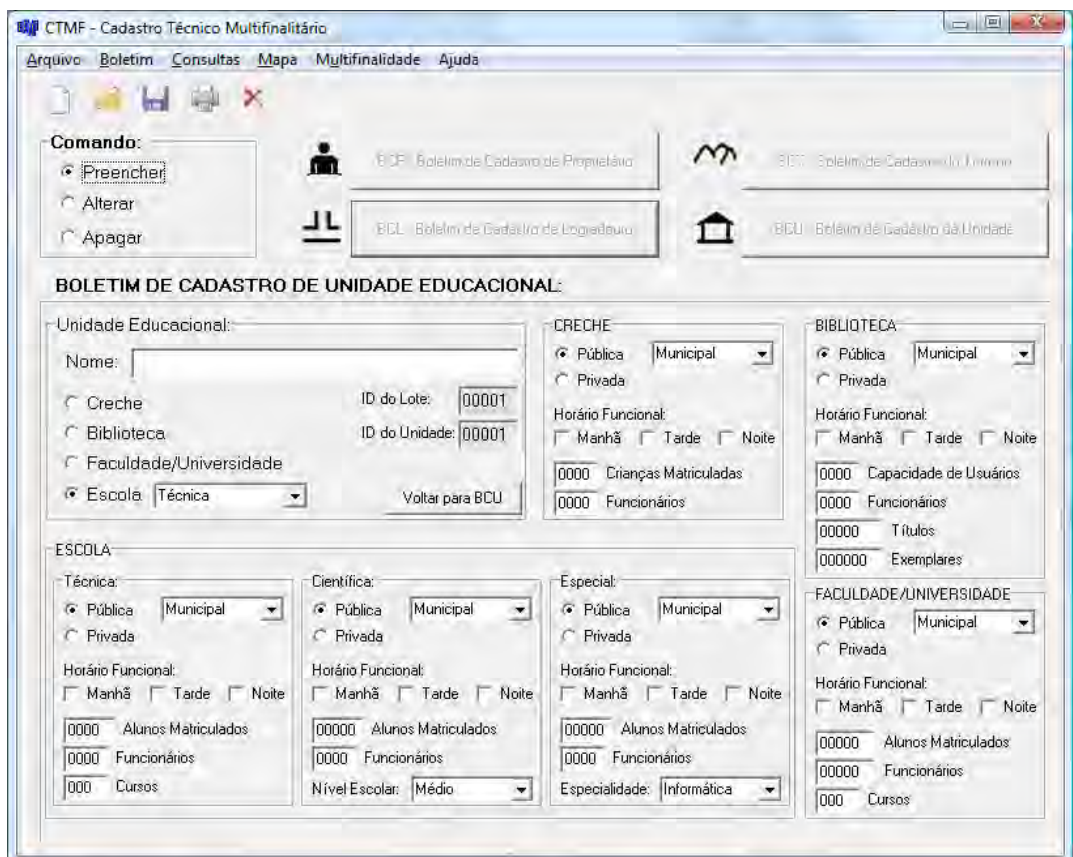 CTMF - Cadastro Técnico Multifinalitário
Arquivo Boletim Consultas Mapa Multifinalidade Ajuda
Comando:
Preencher
Alterar
Apagar
BCP - Boletim de Cadastro de Proprietário
BCT - Boletim de Cadastro do Terreno
BCL - Boletim de Cadastro de Logradouro
BCU - Boletim de Cadastro da Unidade
BOLETIM DE CADASTRO DE UNIDADE EDUCACIONAL:
Unidade Educacional:
Nome:
Creche
Biblioteca
Faculdade/Universidade
Escola Técnica
ID do Lote: 00001
ID do Unidade: 00001
Voltar para BCU
CRECHE
Pública Municipal
Privada
Horário Funcional:
Manhã Tarde Noite
0000 Crianças Matriculadas
0000 Funcionários
BIBLIOTECA
Pública Municipal
Privada
Horário Funcional:
Manhã Tarde Noite
0000 Capacidade de Usuários
0000 Funcionários
00000 Títulos
000000 Exemplares
ESCOLA
Técnica:
Pública Municipal
Privada
Horário Funcional:
Manhã Tarde Noite
0000 Alunos Matriculados
0000 Funcionários
000 Cursos
Científica:
Pública Municipal
Privada
Horário Funcional:
Manhã Tarde Noite
00000 Alunos Matriculados
0000 Funcionários
Nível Escolar: Médio
Especial:
Pública Municipal
Privada
Horário Funcional:
Manhã Tarde Noite
00000 Alunos Matriculados
0000 Funcionários
Especialidade: Informática
FACULDADE/UNIVERSIDADE
Pública Municipal
Privada
Horário Funcional:
Manhã Tarde Noite
00000 Alunos Matriculados
00000 Funcionários
000 Cursos